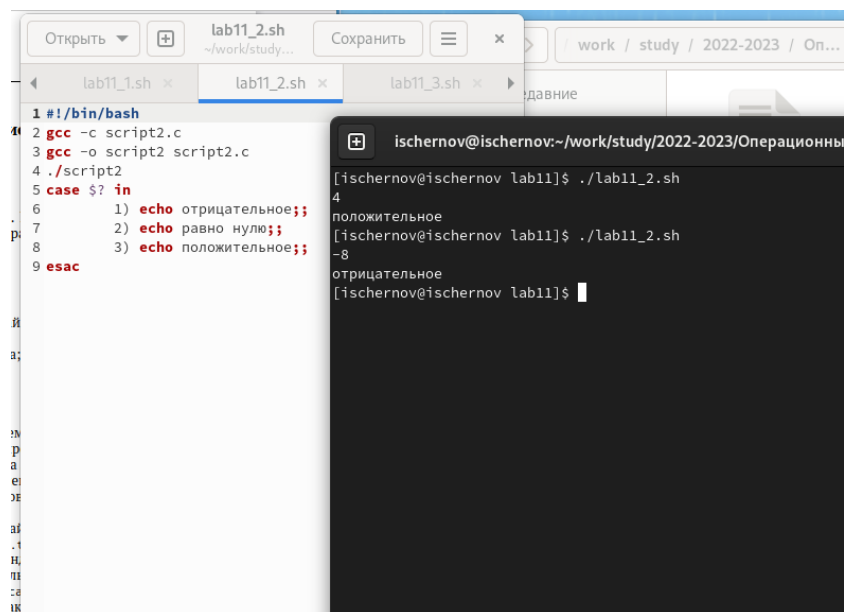 Открыть
lab11_2.sh
~/work/study...
Сохранить
work / study / 2022-2023 / Оп...
lab11_1.sh ×
lab11_2.sh ×
lab11_3.sh ×
1 #!/bin/bash
2 gcc -c script2.c
3 gcc -o script2 script2.c
4 ./script2
5 case $? in
6 1) echo отрицательное;;
7 2) echo равно нулю;;
8 3) echo положительное;;
9 esac
ischernov@ischernov:~/work/study/2022-2023/Операционны
[ischernov@ischernov lab11]$ ./lab11_2.sh
4
положительное
[ischernov@ischernov lab11]$ ./lab11_2.sh
-8
отрицательное
[ischernov@ischernov lab11]$